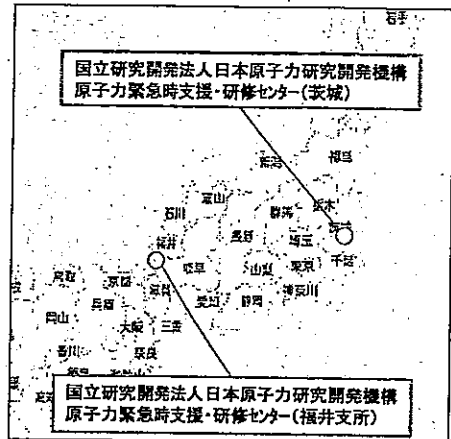 岩手
国立研究開発法人日本原子力研究開発機構
原子力緊急時支援・研修センター(茨城)
新潟
福島
富山
石川
群馬
栃木
長野
埼玉
茨城
福井
岐阜
山梨
東京
千葉
鳥取
京都
滋賀
愛知
静岡
神奈川
兵庫
岡山
大阪
三重
香川
奈良
国立研究開発法人日本原子力研究開発機構
原子力緊急時支援・研修センター(福井支所)